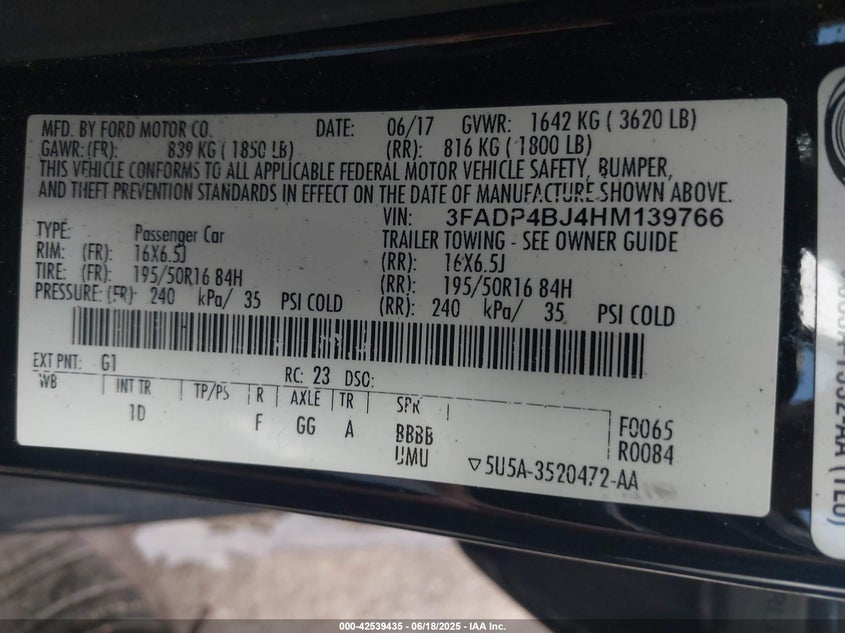 MFD. BY FORD MOTOR CO. DATE: 06/17 GVWR: 1642 KG ( 3620 LB)
GAWR: (FR): 839 KG ( 1850 LB) (RR): 816 KG ( 1800 LB)
THIS VEHICLE CONFORMS TO ALL APPLICABLE FEDERAL MOTOR VEHICLE SAFETY, BUMPER,
AND THEFT PREVENTION STANDARDS IN EFFECT ON THE DATE OF MANUFACTURE SHOWN ABOVE.
VIN: 3FADP4BJ4HM139766
TYPE: Passenger Car TRAILER TOWING - SEE OWNER GUIDE
RIM: (FR): 16X6.5J (RR): 16X6.5J
TIRE: (FR): 195/50R16 84H (RR): 195/50R16 84H
PRESSURE: (FR): 240 kPa/ 35 PSI COLD (RR): 240 kPa/ 35 PSI COLD
EXT PNT: G1 RC: 23 DSO:
WB INT TR TP/PS R AXLE TR SPR
1D F GG A BBBB F0065
UMU R0084
▽5U5A-3520472-AA
000-42539435 - 06/18/2025 - IAA Inc.